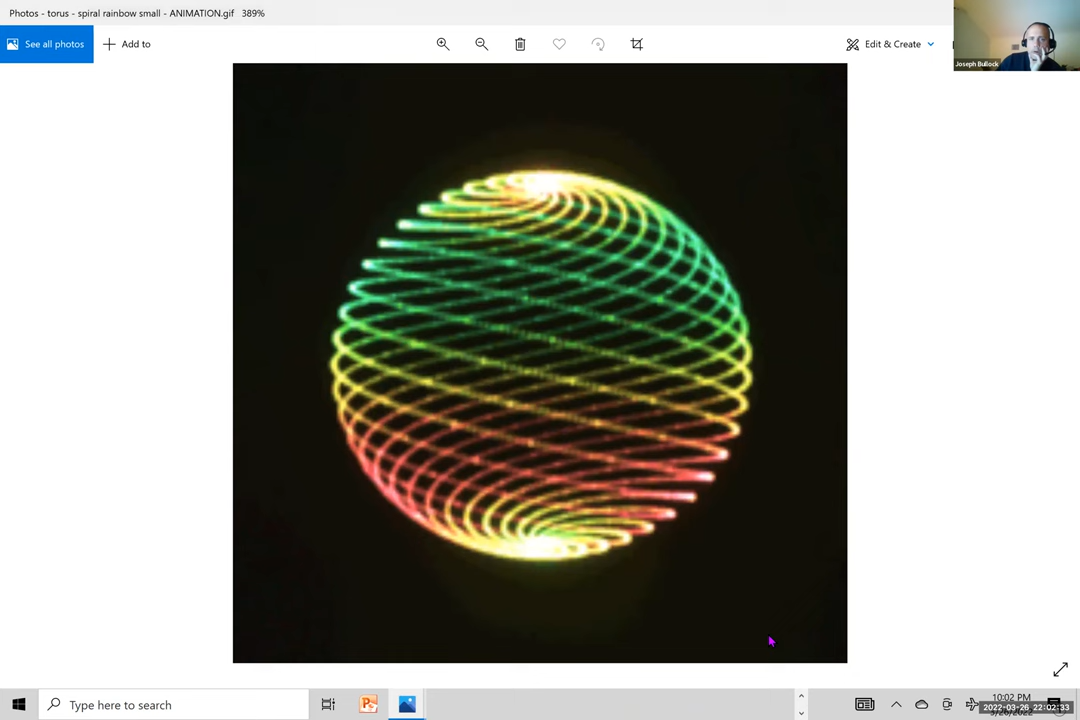 Photos - torus - spiral rainbow small - ANIMATION.gif 389%
See all photos
Add to
Edit & Create
Joseph Bullock
Type here to search
10:02 PM
2022-03-26 22:02:33